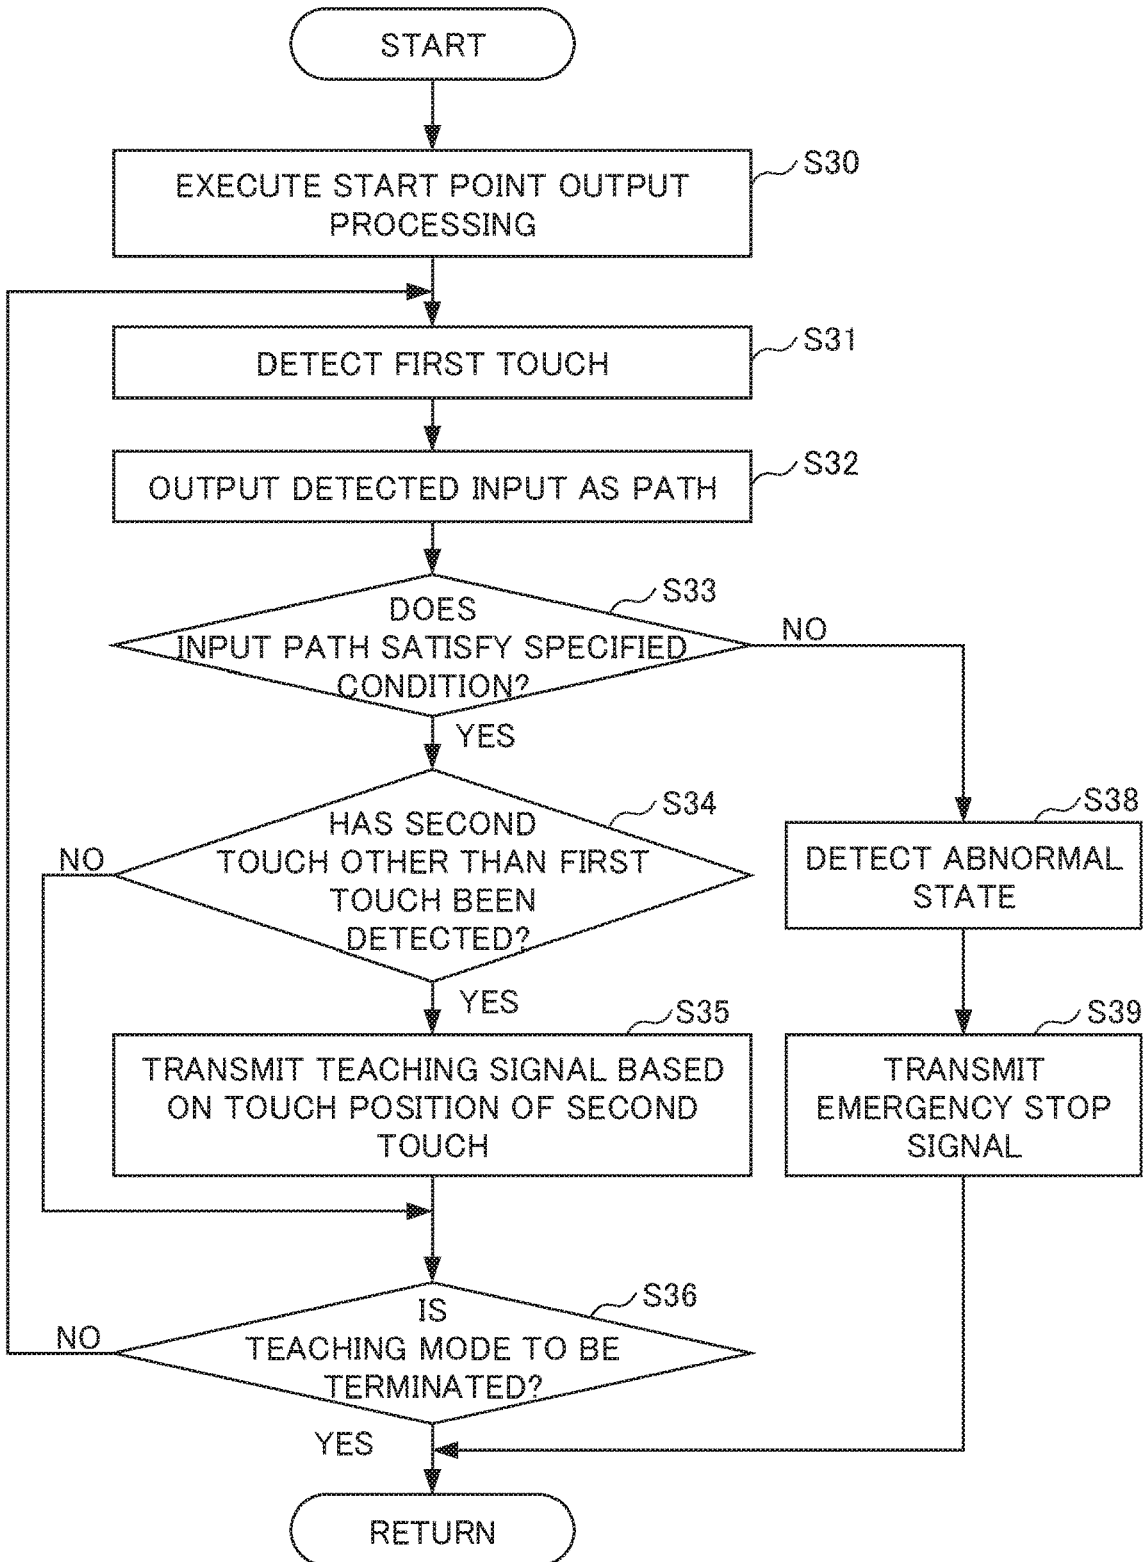 START
S30
EXECUTE START POINT OUTPUT
PROCESSING
S31
DETECT FIRST TOUCH
S32
OUTPUT DETECTED INPUT AS PATH
S33
DOES
INPUT PATH SATISFY SPECIFIED
CONDITION?
NO
YES
S34
HAS SECOND
TOUCH OTHER THAN FIRST
TOUCH BEEN
DETECTED?
NO
YES
S38
DETECT ABNORMAL
STATE
S35
TRANSMIT TEACHING SIGNAL BASED
ON TOUCH POSITION OF SECOND
TOUCH
S39
TRANSMIT
EMERGENCY STOP
SIGNAL
S36
IS
TEACHING MODE TO BE
TERMINATED?
NO
YES
RETURN